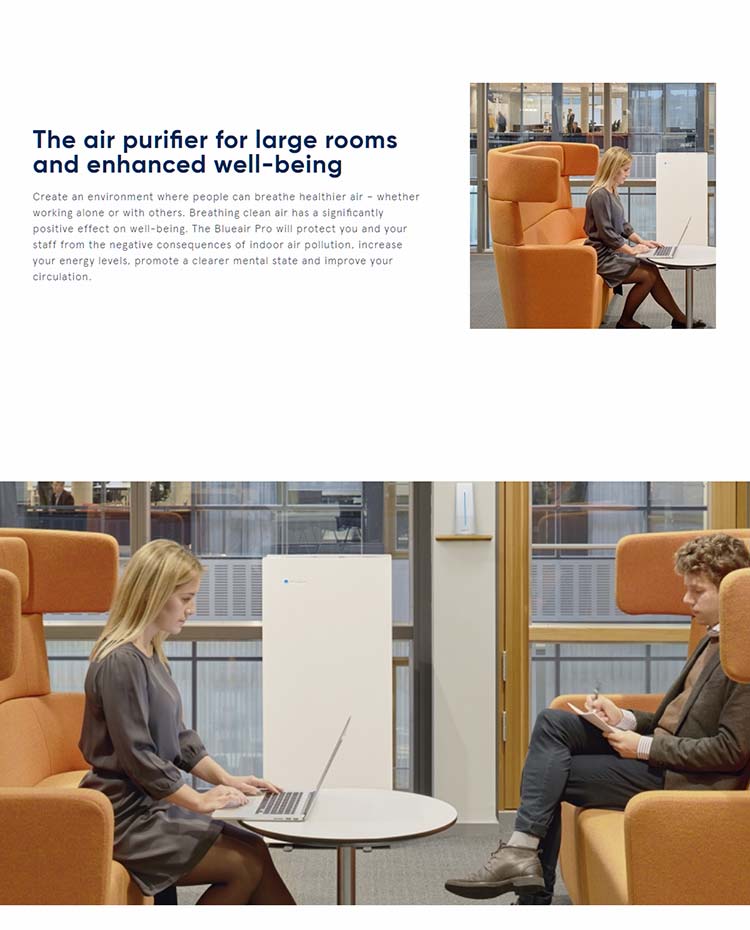 The air purifier for large rooms
and enhanced well-being
Create an environment where people can breathe healthier air – whether
working alone or with others. Breathing clean air has a significantly
positive effect on well-being. The Blueair Pro will protect you and your
staff from the negative consequences of indoor air pollution, increase
your energy levels, promote a clearer mental state and improve your
circulation.